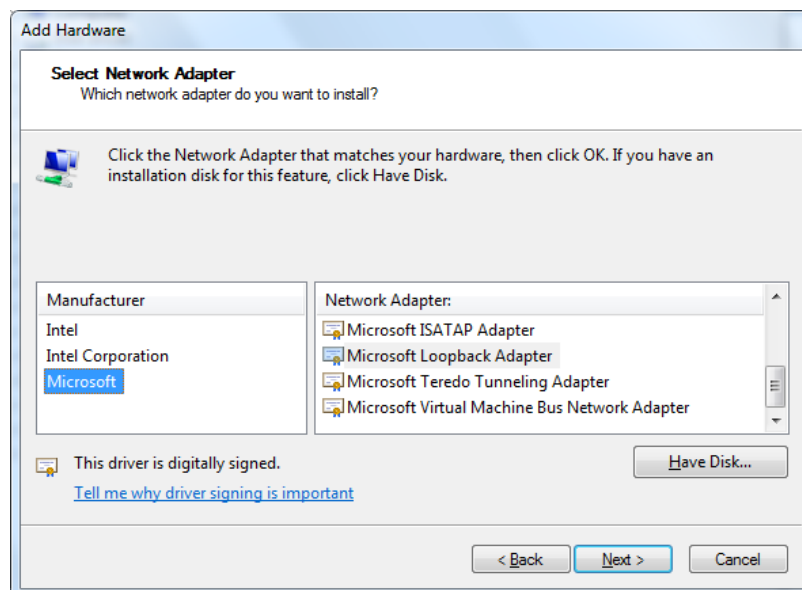 Add Hardware
Select Network Adapter
Which network adapter do you want to install?
Click the Network Adapter that matches your hardware, then click OK. If you have an
installation disk for this feature, click Have Disk.
Manufacturer
Intel
Intel Corporation
Microsoft
Network Adapter:
Microsoft ISATAP Adapter
Microsoft Loopback Adapter
Microsoft Teredo Tunneling Adapter
Microsoft Virtual Machine Bus Network Adapter
This driver is digitally signed.
Tell me why driver signing is important
Have Disk...
< Back
Next >
Cancel